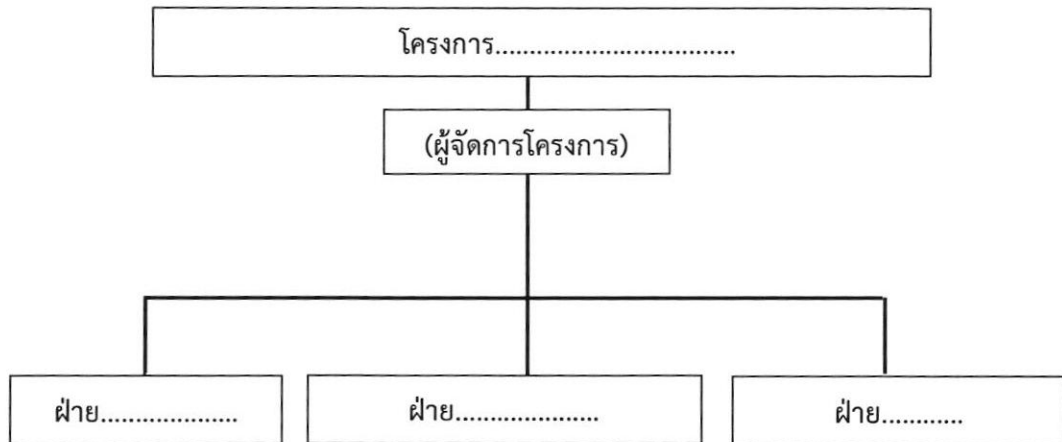 โครงการ....................................
(ผู้จัดการโครงการ)
ฝ่าย.....................
ฝ่าย......................
ฝ่าย............